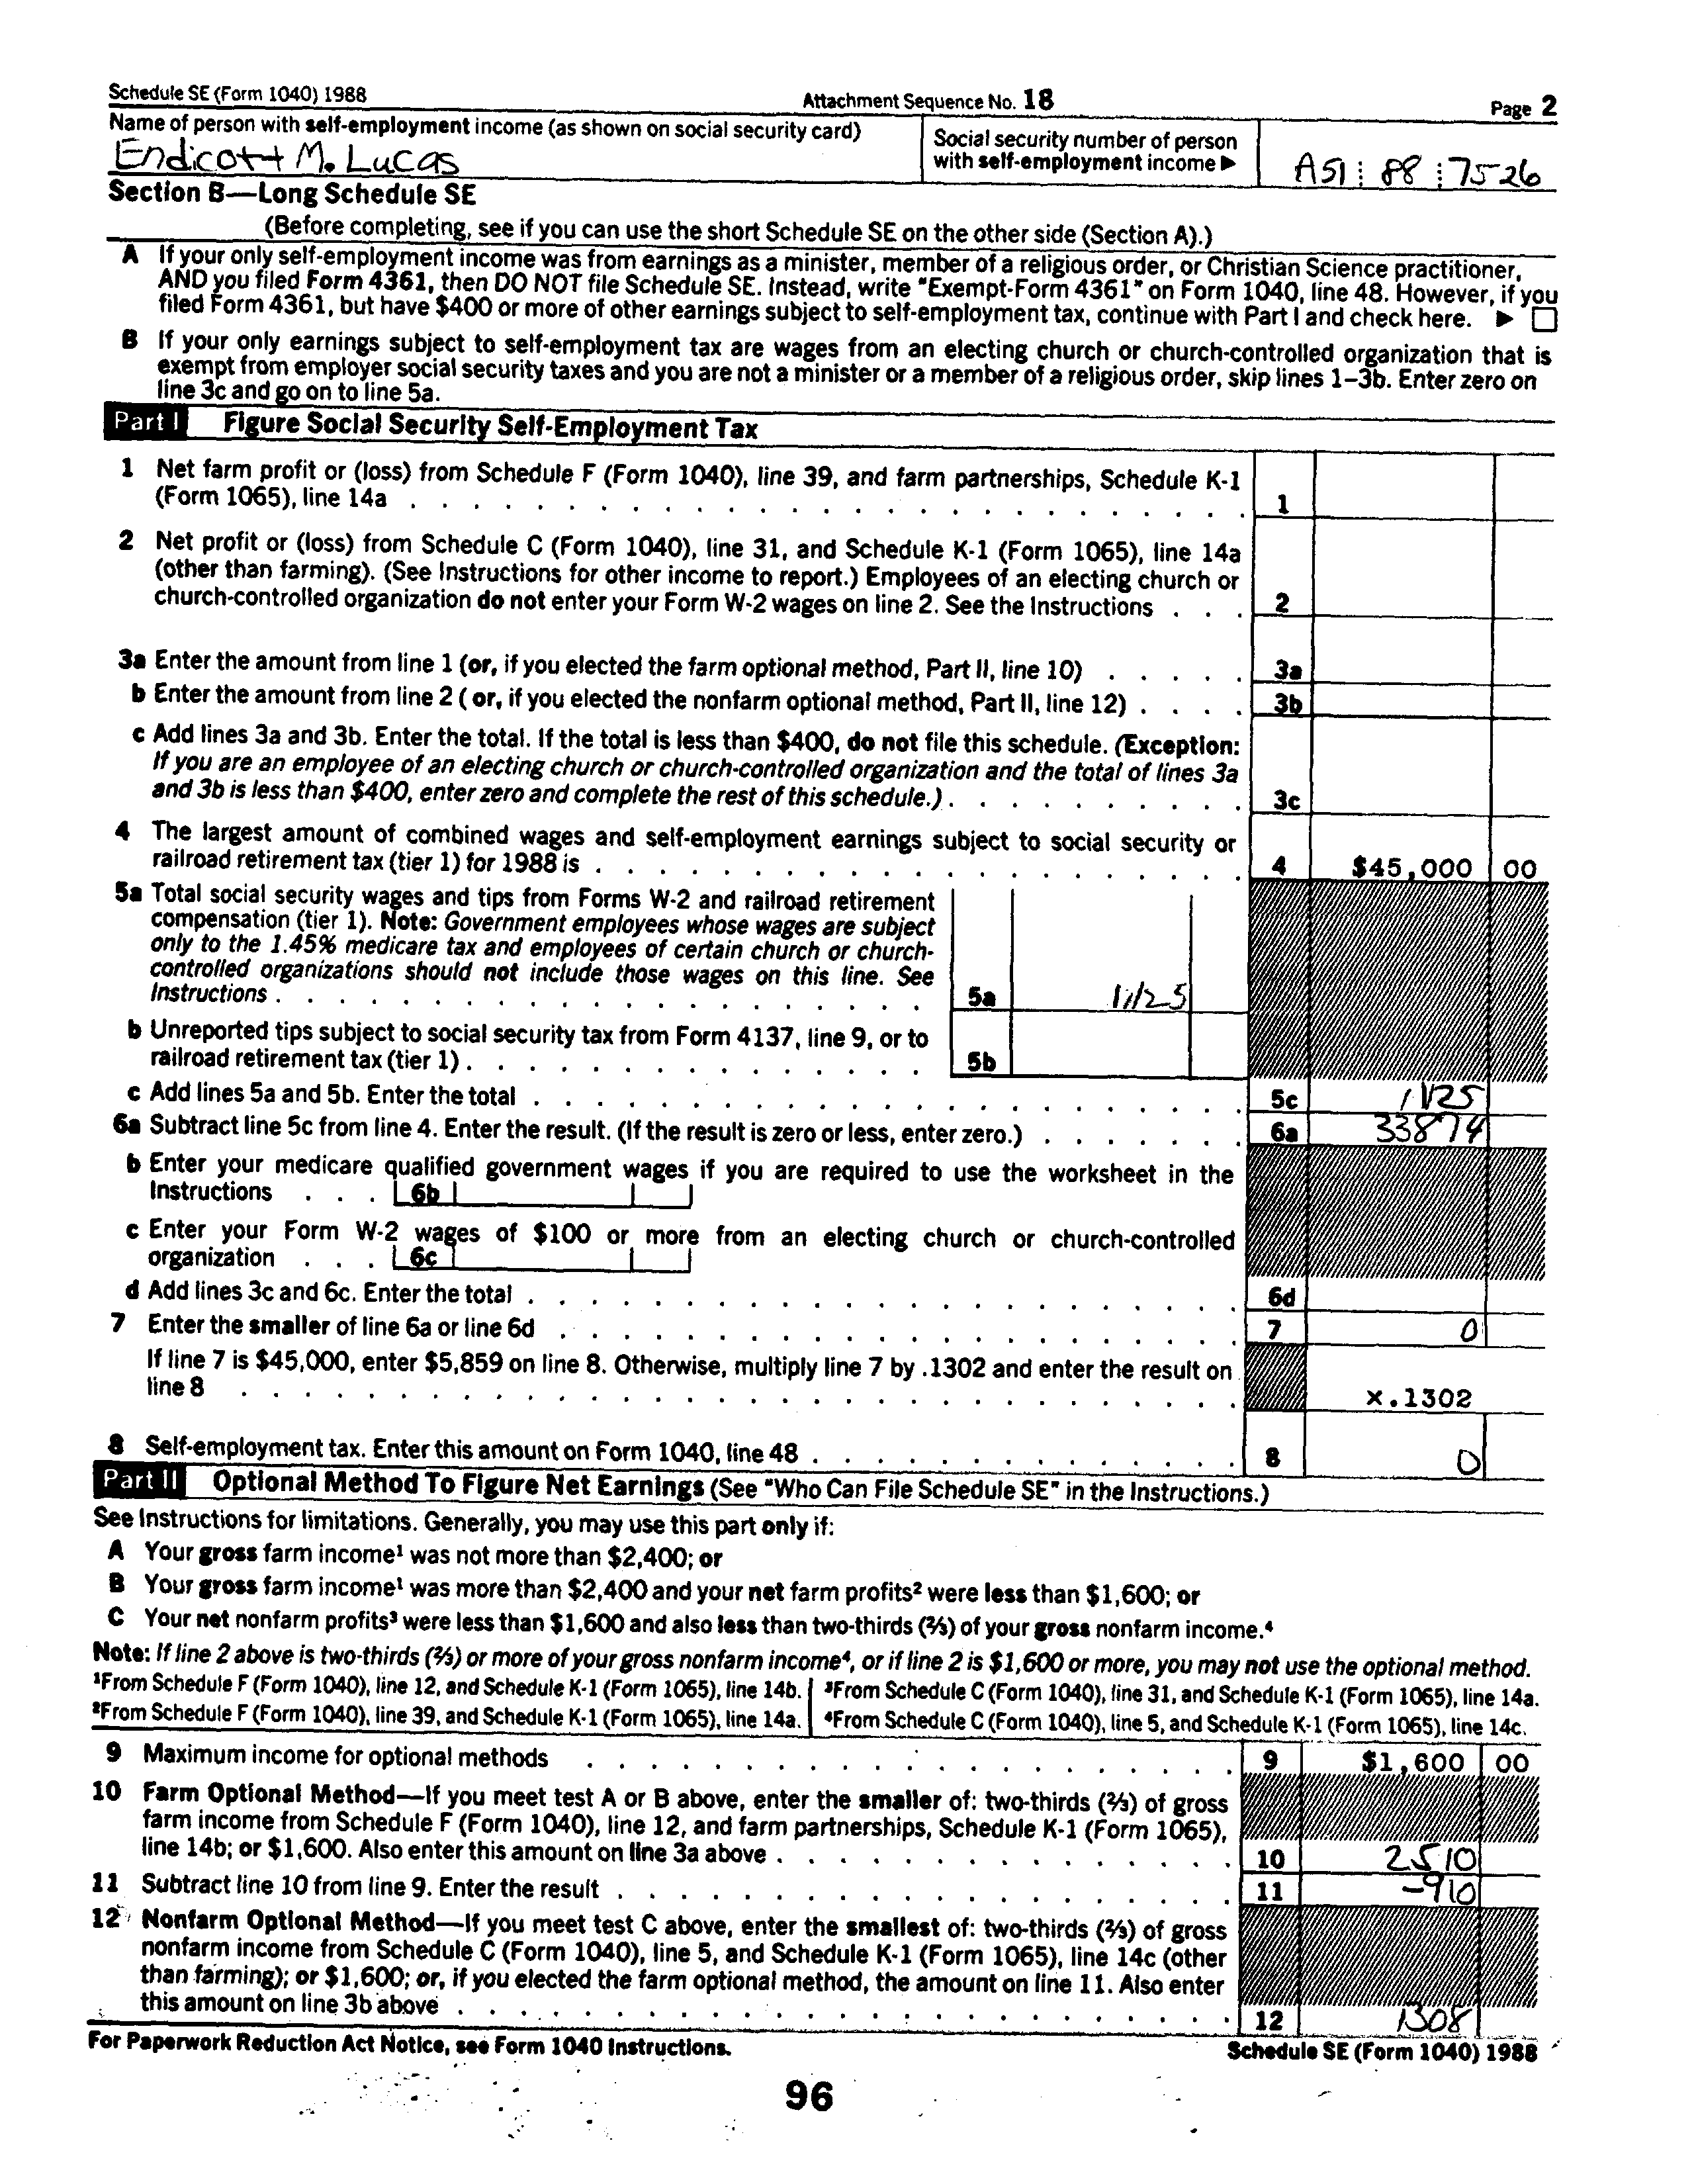 Schedule SE (Form 1040) 1988 Attachment Sequence No. 18 Page 2
Name of person with self-employment income (as shown on social security card)
Endicott M. Lucas
Social security number of person
with self-employment income ▶
A51 88 7526
Section B—Long Schedule SE
(Before completing, see if you can use the short Schedule SE on the other side (Section A).)
A If your only self-employment income was from earnings as a minister, member of a religious order, or Christian Science practitioner,
AND you filed Form 4361, then DO NOT file Schedule SE. Instead, write "Exempt-Form 4361" on Form 1040, line 48. However, if you
filed Form 4361, but have $400 or more of other earnings subject to self-employment tax, continue with Part I and check here. ▶ ☐
B If your only earnings subject to self-employment tax are wages from an electing church or church-controlled organization that is
exempt from employer social security taxes and you are not a minister or a member of a religious order, skip lines 1–3b. Enter zero on
line 3c and go on to line 5a.
Part I Figure Social Security Self-Employment Tax
1 Net farm profit or (loss) from Schedule F (Form 1040), line 39, and farm partnerships, Schedule K-1
(Form 1065), line 14a . . . 1
2 Net profit or (loss) from Schedule C (Form 1040), line 31, and Schedule K-1 (Form 1065), line 14a
(other than farming). (See Instructions for other income to report.) Employees of an electing church or
church-controlled organization do not enter your Form W-2 wages on line 2. See the Instructions . . . 2
3a Enter the amount from line 1 (or, if you elected the farm optional method, Part II, line 10) . . . . . 3a
b Enter the amount from line 2 ( or, if you elected the nonfarm optional method, Part II, line 12) . . . . 3b
c Add lines 3a and 3b. Enter the total. If the total is less than $400, do not file this schedule. (Exception:
If you are an employee of an electing church or church-controlled organization and the total of lines 3a
and 3b is less than $400, enter zero and complete the rest of this schedule.) . . . 3c
4 The largest amount of combined wages and self-employment earnings subject to social security or
railroad retirement tax (tier 1) for 1988 is . . . 4 $45,000 00
5a Total social security wages and tips from Forms W-2 and railroad retirement
compensation (tier 1). Note: Government employees whose wages are subject
only to the 1.45% medicare tax and employees of certain church or church-
controlled organizations should not include those wages on this line. See
Instructions . . . 5a 11125
b Unreported tips subject to social security tax from Form 4137, line 9, or to
railroad retirement tax (tier 1) . . . 5b
c Add lines 5a and 5b. Enter the total . . . 5c 11125
6a Subtract line 5c from line 4. Enter the result. (If the result is zero or less, enter zero.) . . . 6a 33874
b Enter your medicare qualified government wages if you are required to use the worksheet in the
Instructions . . . 6b
c Enter your Form W-2 wages of $100 or more from an electing church or church-controlled
organization . . . 6c
d Add lines 3c and 6c. Enter the total . . . 6d
7 Enter the smaller of line 6a or line 6d . . . 7 0
If line 7 is $45,000, enter $5,859 on line 8. Otherwise, multiply line 7 by .1302 and enter the result on
line 8 . . . x.1302
8 Self-employment tax. Enter this amount on Form 1040, line 48 . . . 8 0
Part II Optional Method To Figure Net Earnings (See "Who Can File Schedule SE" in the Instructions.)
See Instructions for limitations. Generally, you may use this part only if:
A Your gross farm income¹ was not more than $2,400; or
B Your gross farm income¹ was more than $2,400 and your net farm profits² were less than $1,600; or
C Your net nonfarm profits³ were less than $1,600 and also less than two-thirds (⅔) of your gross nonfarm income.⁴
Note: If line 2 above is two-thirds (⅔) or more of your gross nonfarm income⁴, or if line 2 is $1,600 or more, you may not use the optional method.
¹From Schedule F (Form 1040), line 12, and Schedule K-1 (Form 1065), line 14b. ³From Schedule C (Form 1040), line 31, and Schedule K-1 (Form 1065), line 14a.
²From Schedule F (Form 1040), line 39, and Schedule K-1 (Form 1065), line 14a. ⁴From Schedule C (Form 1040), line 5, and Schedule K-1 (Form 1065), line 14c.
9 Maximum income for optional methods . . . 9 $1,600 00
10 Farm Optional Method—If you meet test A or B above, enter the smaller of: two-thirds (⅔) of gross
farm income from Schedule F (Form 1040), line 12, and farm partnerships, Schedule K-1 (Form 1065),
line 14b; or $1,600. Also enter this amount on line 3a above . . . 10 2510
11 Subtract line 10 from line 9. Enter the result . . . 11 -910
12 Nonfarm Optional Method—If you meet test C above, enter the smallest of: two-thirds (⅔) of gross
nonfarm income from Schedule C (Form 1040), line 5, and Schedule K-1 (Form 1065), line 14c (other
than farming); or $1,600; or, if you elected the farm optional method, the amount on line 11. Also enter
this amount on line 3b above . . . 12 1308
For Paperwork Reduction Act Notice, see Form 1040 Instructions. Schedule SE (Form 1040) 1988
96